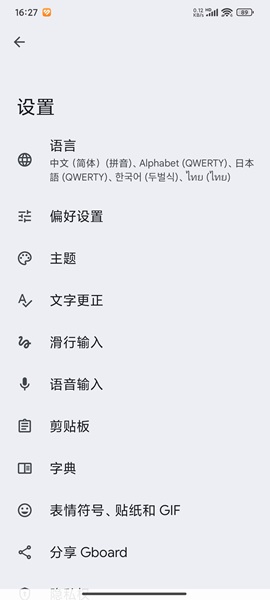 16:27 0.12 KB/s HD 89
设置
语言
中文 (简体) (拼音)、Alphabet (QWERTY)、日本
語 (QWERTY)、한국어 (두벌식)、ไทย (ไทย)
偏好设置
主题
文字更正
滑行输入
语音输入
剪贴板
字典
表情符号、贴纸和 GIF
分享 Gboard